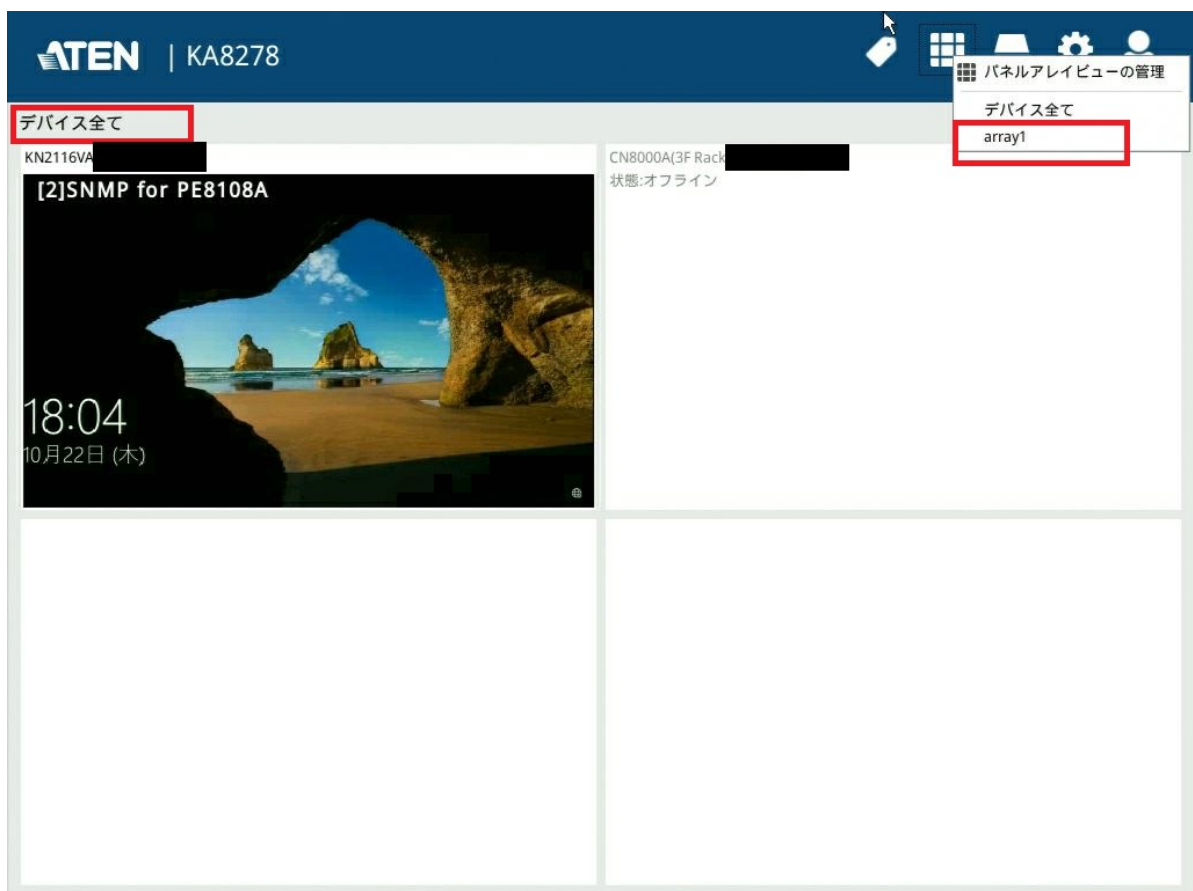 ATEN | KA8278
パネルアレイビューの管理
デバイス全て
array1
デバイス全て
KN2116VA
[2]SNMP for PE8108A
18:04
10月22日 (木)
CN8000A(3F Rack
状態:オフライン